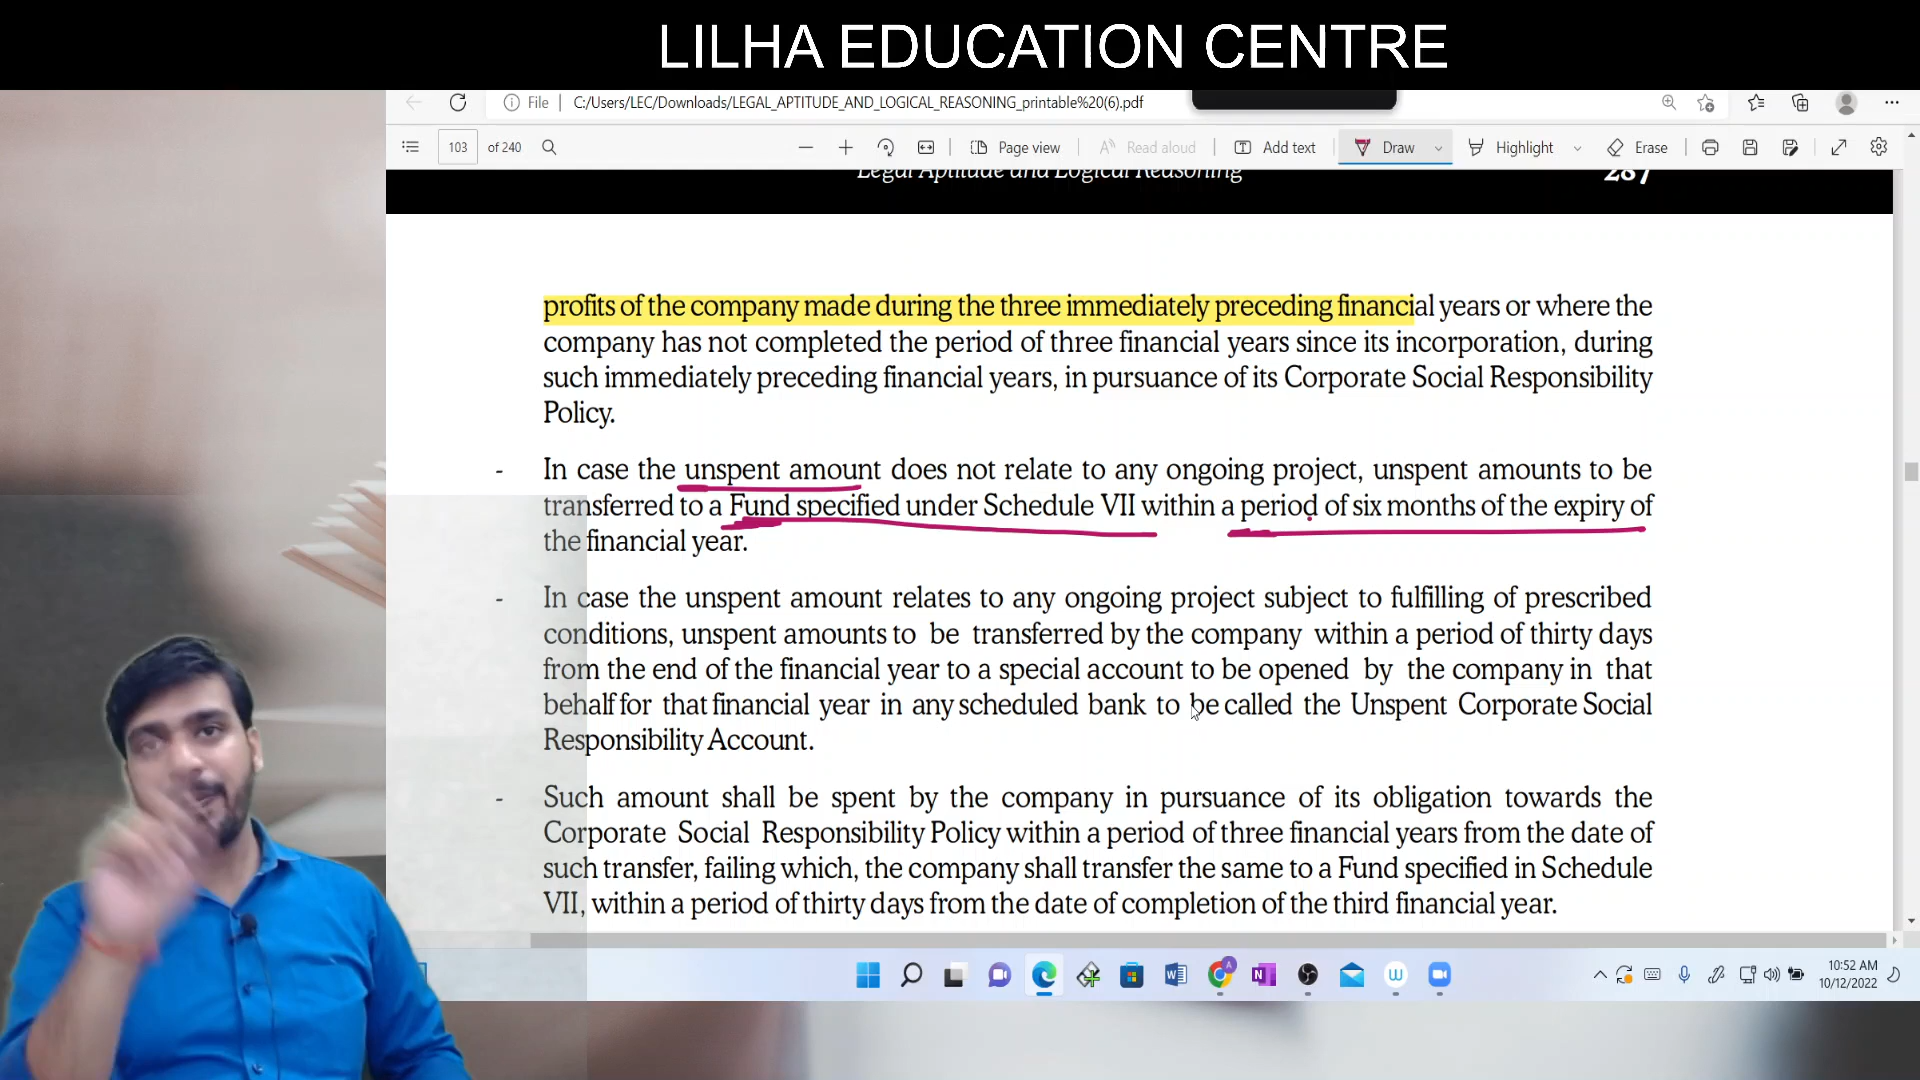 LILHA EDUCATION CENTRE
File C:/Users/LEC/Downloads/LEGAL_APTITUDE_AND_LOGICAL_REASONING_printable%20(6).pdf
103 of 240 Page view Read aloud Add text Draw Highlight Erase
Legal Aptitude and Logical Reasoning 287
profits of the company made during the three immediately preceding financial years or where the
company has not completed the period of three financial years since its incorporation, during
such immediately preceding financial years, in pursuance of its Corporate Social Responsibility
Policy.
- In case the unspent amount does not relate to any ongoing project, unspent amounts to be
transferred to a Fund specified under Schedule VII within a period of six months of the expiry of
the financial year.
- In case the unspent amount relates to any ongoing project subject to fulfilling of prescribed
conditions, unspent amounts to be transferred by the company within a period of thirty days
from the end of the financial year to a special account to be opened by the company in that
behalf for that financial year in any scheduled bank to be called the Unspent Corporate Social
Responsibility Account.
- Such amount shall be spent by the company in pursuance of its obligation towards the
Corporate Social Responsibility Policy within a period of three financial years from the date of
such transfer, failing which, the company shall transfer the same to a Fund specified in Schedule
VII, within a period of thirty days from the date of completion of the third financial year.
10:52 AM
10/12/2022